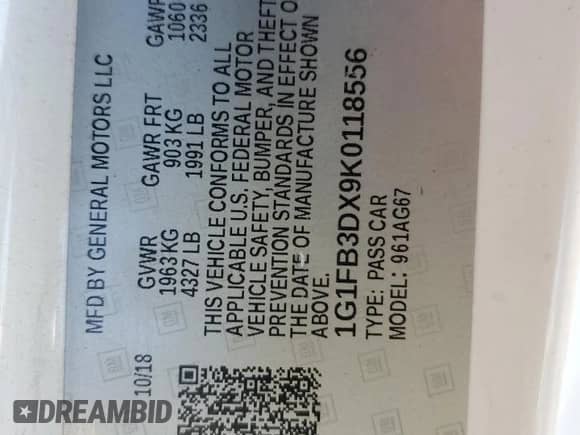 MFD BY GENERAL MOTORS LLC
10/18
GVWR
1963 KG
4327 LB
GAWR FRT
903 KG
1991 LB
GAWR
1060
2336
THIS VEHICLE CONFORMS TO ALL
APPLICABLE U.S. FEDERAL MOTOR
VEHICLE SAFETY, BUMPER, AND THEFT
PREVENTION STANDARDS IN EFFECT O
THE DATE OF MANUFACTURE SHOWN
ABOVE.
1G1FB3DX9K0118556
TYPE: PASS CAR
MODEL: 961AG67
GM
DREAMBID